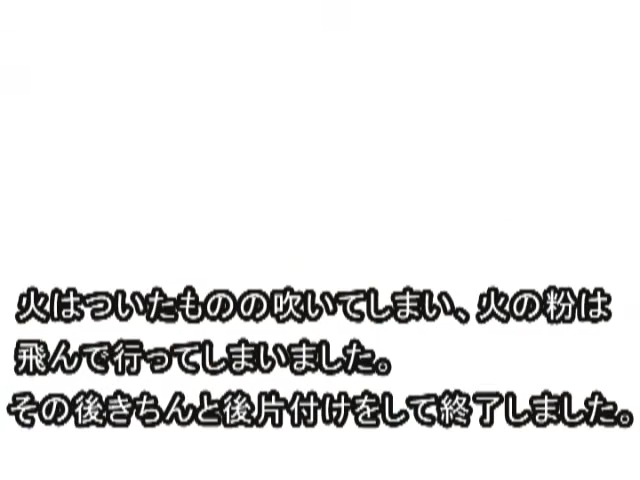 火はついたものの吹いてしまい、火の粉は
飛んで行ってしまいました。
その後きちんと後片付けをして終了しました。